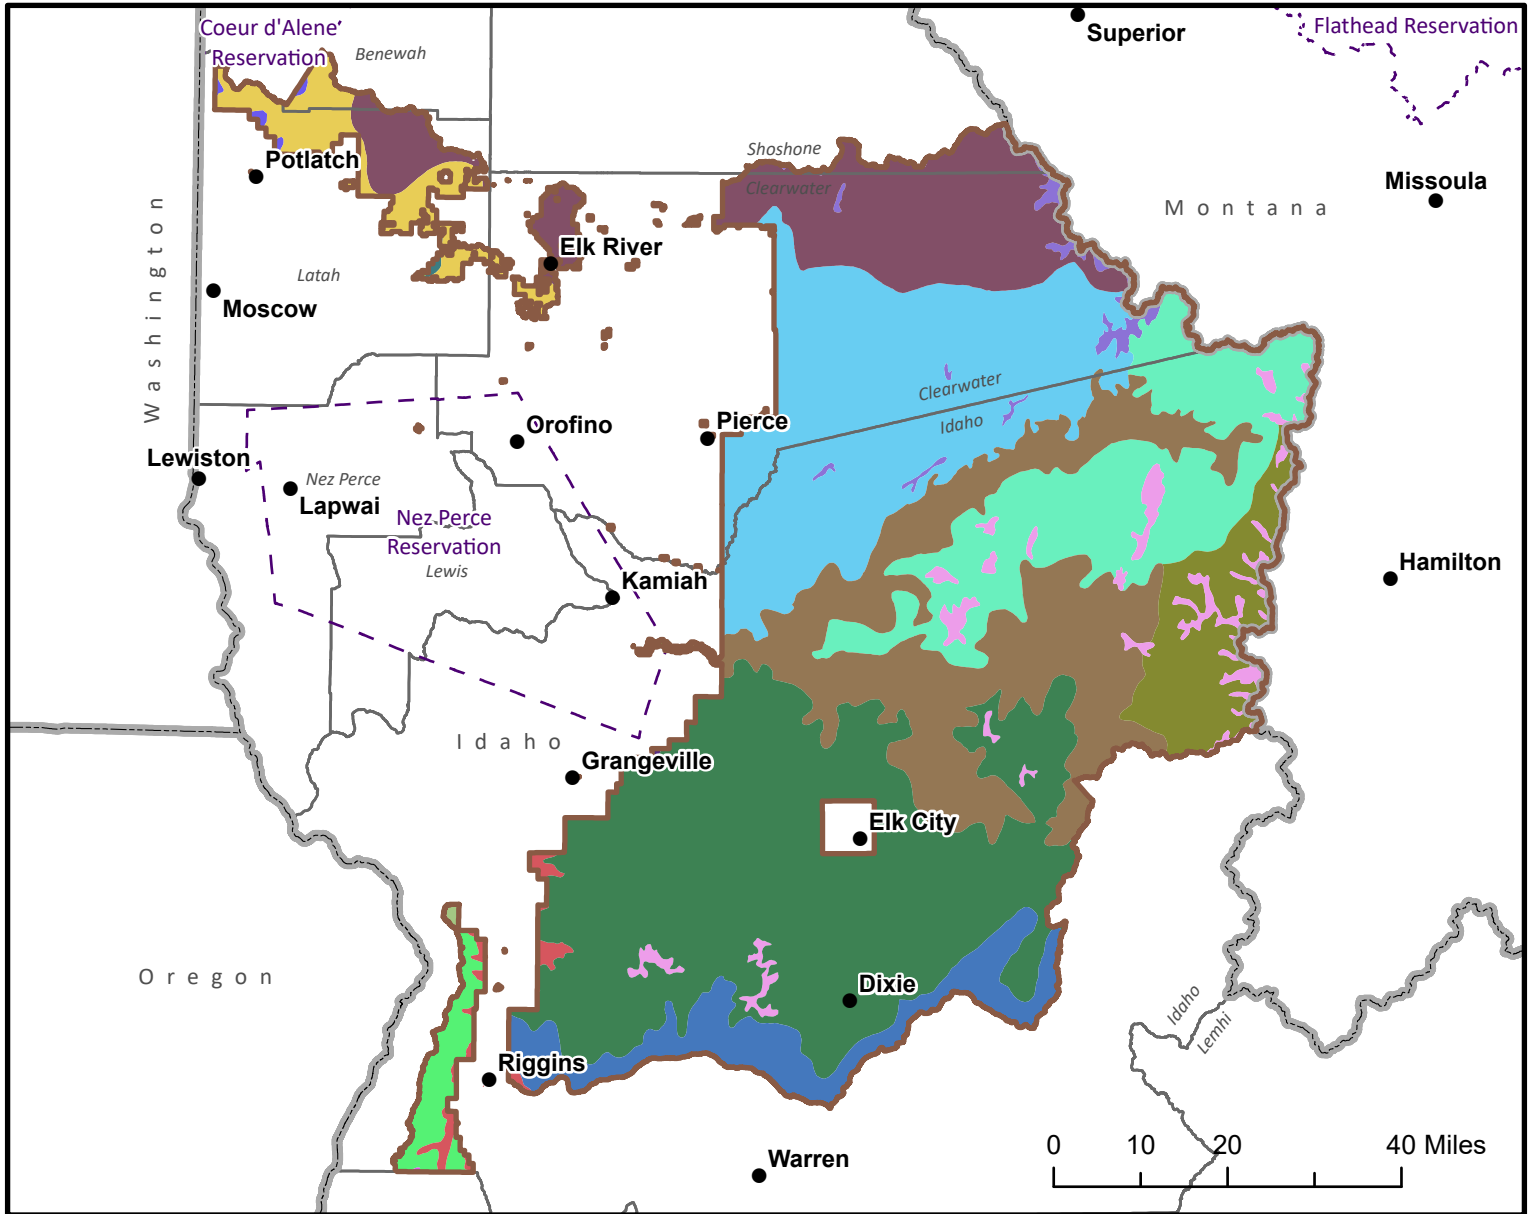 Coeur d'Alene
Reservation
Benewah
Superior
Flathead Reservation
Shoshone
Clearwater
Potlatch
Missoula
Montana
Washington
Latah
Elk River
Moscow
Clearwater
Idaho
Orofino
Pierce
Lewiston
Nez Perce
Lapwai
Nez Perce
Reservation
Lewis
Kamiah
Hamilton
Idaho
Grangeville
Elk City
Oregon
Dixie
Idaho
Lemhi
Riggins
Warren
0 10 20 40 Miles